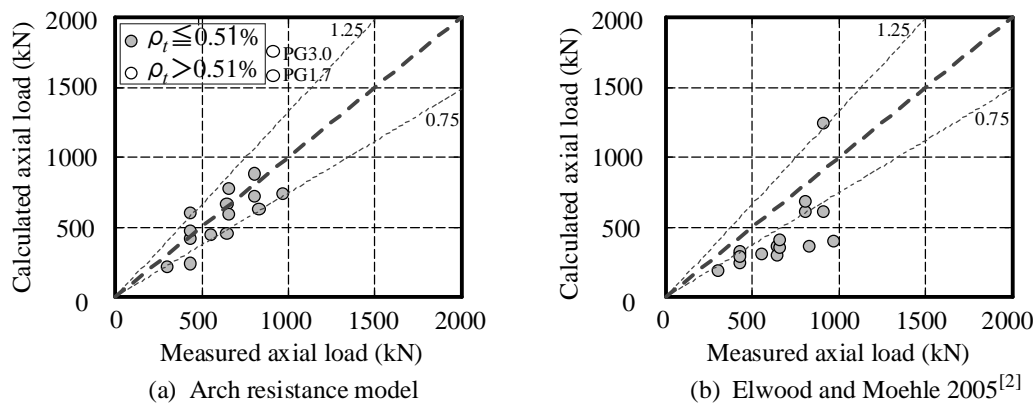 2000
1500
1000
500
0
Calculated axial load (kN)
ρt≦0.51%
ρt>0.51%
PG3.0
PG1.7
1.25
0.75
0 500 1000 1500 2000
Measured axial load (kN)
(a) Arch resistance model
2000
1500
1000
500
0
Calculated axial load (kN)
1.25
0.75
0 500 1000 1500 2000
Measured axial load (kN)
(b) Elwood and Moehle 2005[2]